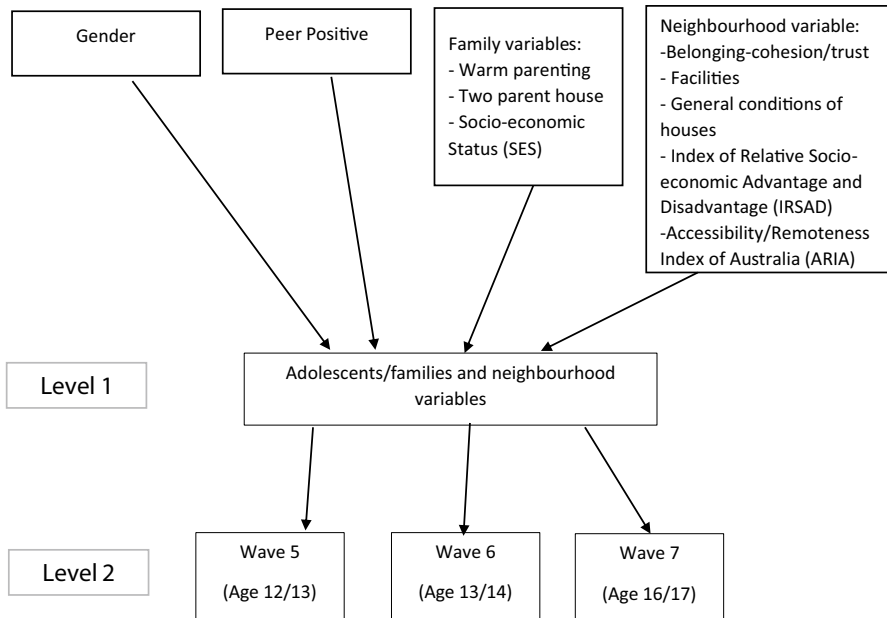 Gender
Peer Positive
Family variables:
- Warm parenting
- Two parent house
- Socio-economic
Status (SES)
Neighbourhood variable:
-Belonging-cohesion/trust
- Facilities
- General conditions of
houses
- Index of Relative Socio-
economic Advantage and
Disadvantage (IRSAD)
-Accessibility/Remoteness
Index of Australia (ARIA)
Level 1
Adolescents/families and neighbourhood
variables
Level 2
Wave 5
(Age 12/13)
Wave 6
(Age 13/14)
Wave 7
(Age 16/17)